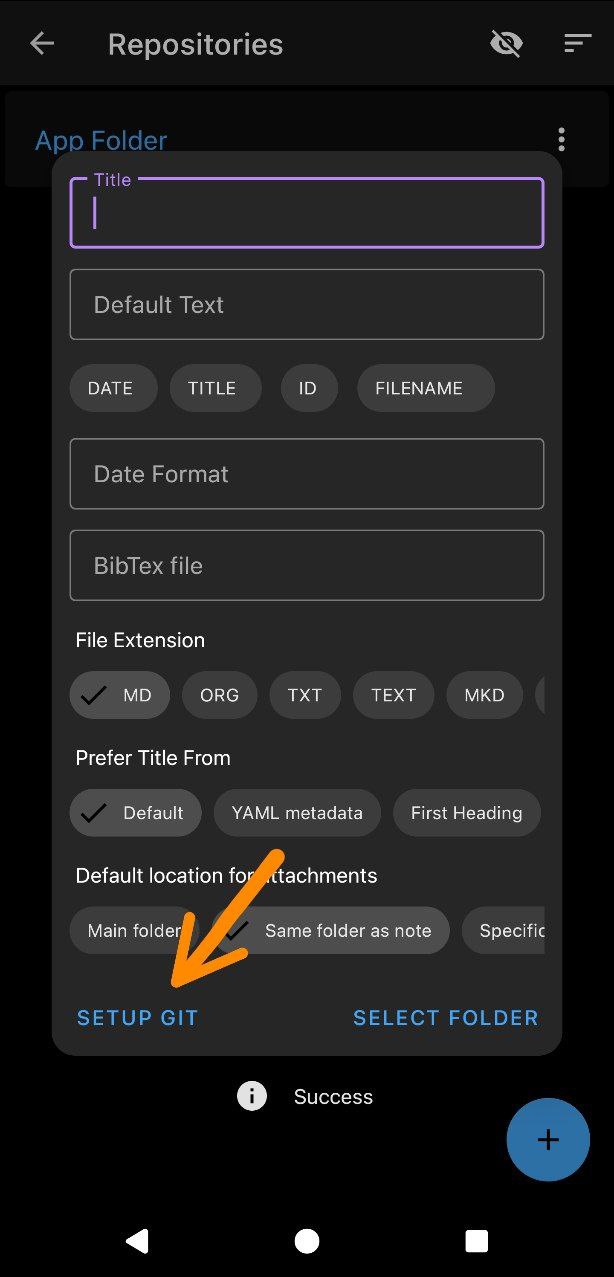 Repositories
App Folder
Title
Default Text
DATE TITLE ID FILENAME
Date Format
BibTex file
File Extension
MD ORG TXT TEXT MKD
Prefer Title From
Default YAML metadata First Heading
Default location for attachments
Main folder Same folder as note Specific
SETUP GIT SELECT FOLDER
Success